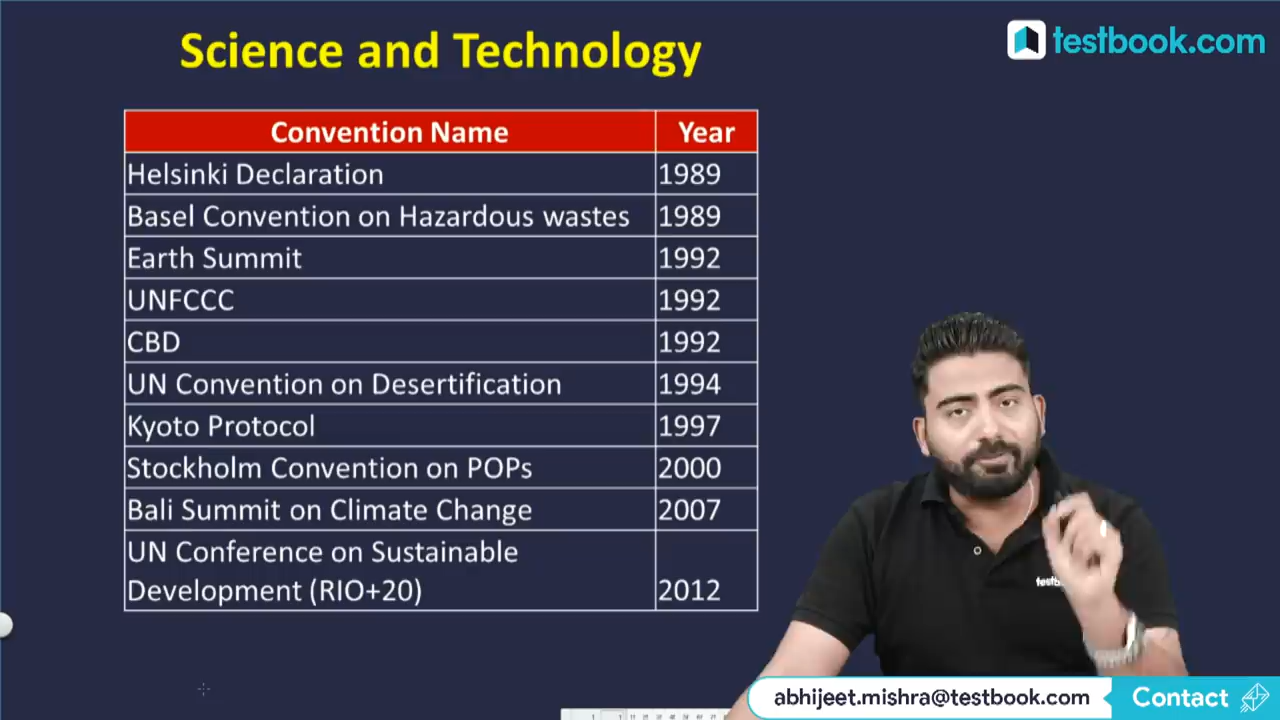 Science and Technology
testbook.com
Convention Name Year
Helsinki Declaration 1989
Basel Convention on Hazardous wastes 1989
Earth Summit 1992
UNFCCC 1992
CBD 1992
UN Convention on Desertification 1994
Kyoto Protocol 1997
Stockholm Convention on POPs 2000
Bali Summit on Climate Change 2007
UN Conference on Sustainable
Development (RIO+20) 2012
abhijeet.mishra@testbook.com Contact